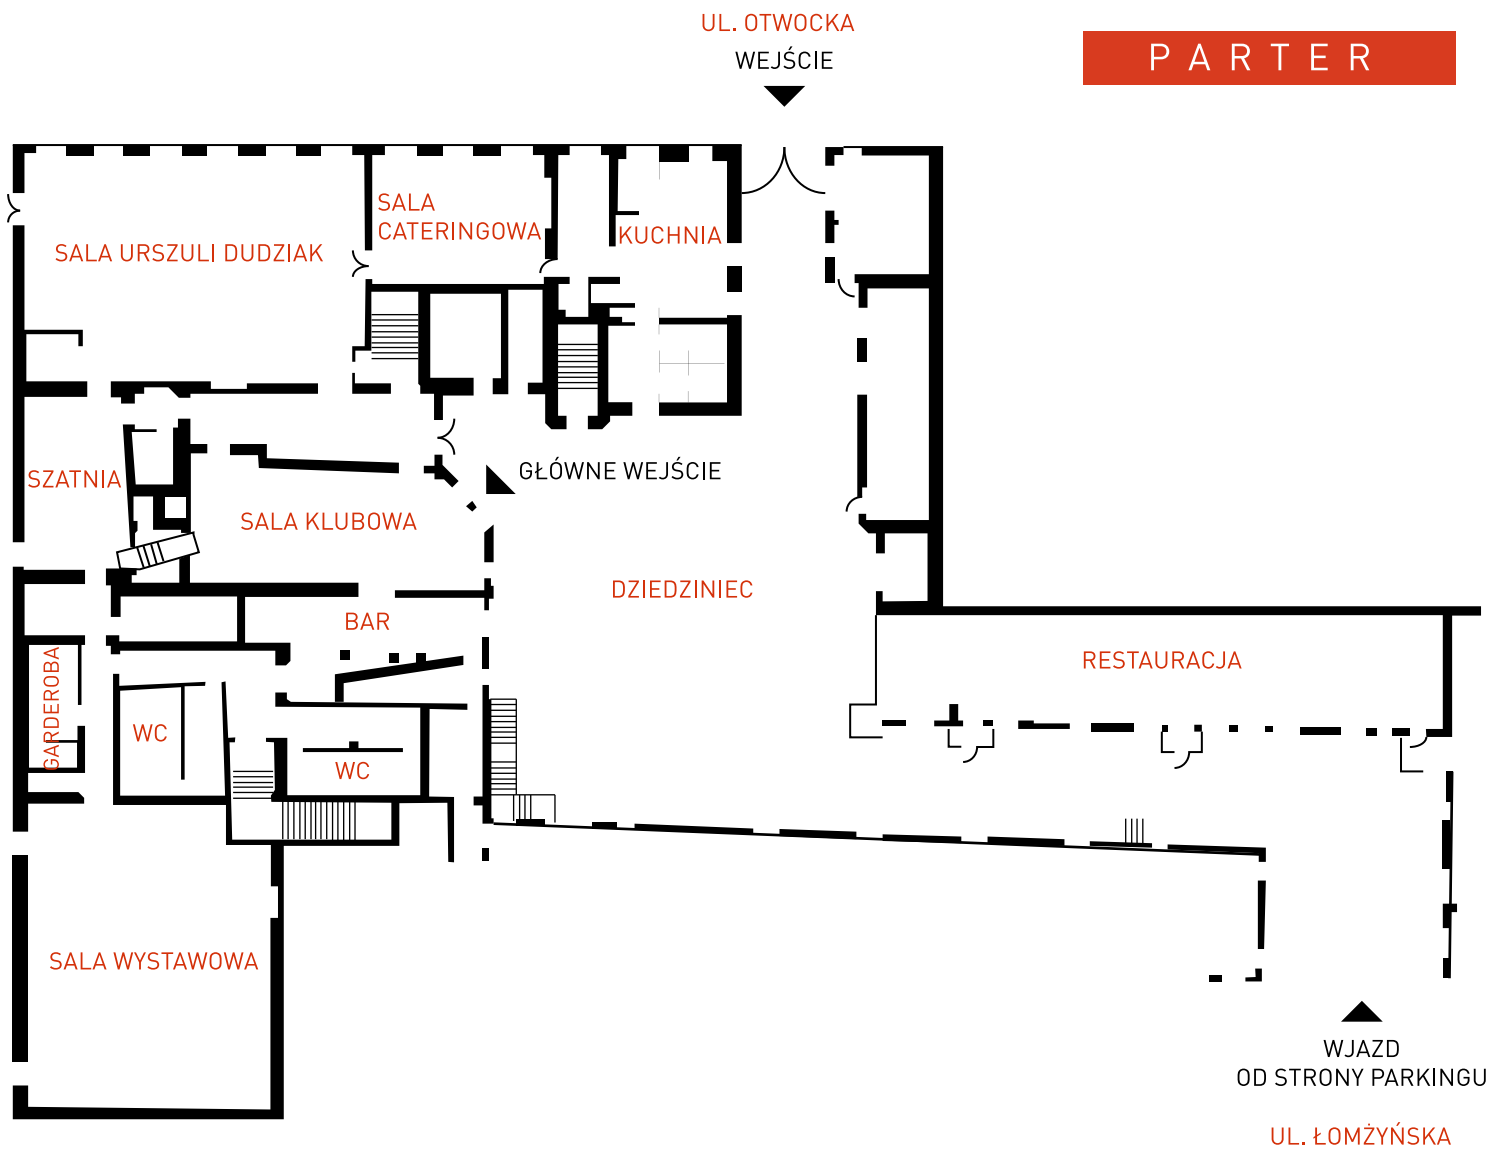 UL. OTWOCKA
WEJŚCIE
PARTER
SALA URSZULI DUDZIAK
SALA
CATERINGOWA
KUCHNIA
SZATNIA
GŁÓWNE WEJŚCIE
SALA KLUBOWA
DZIEDZINIEC
BAR
RESTAURACJA
GARDEROBA
WC
WC
SALA WYSTAWOWA
WJAZD
OD STRONY PARKINGU
UL. ŁOMŻYŃSKA